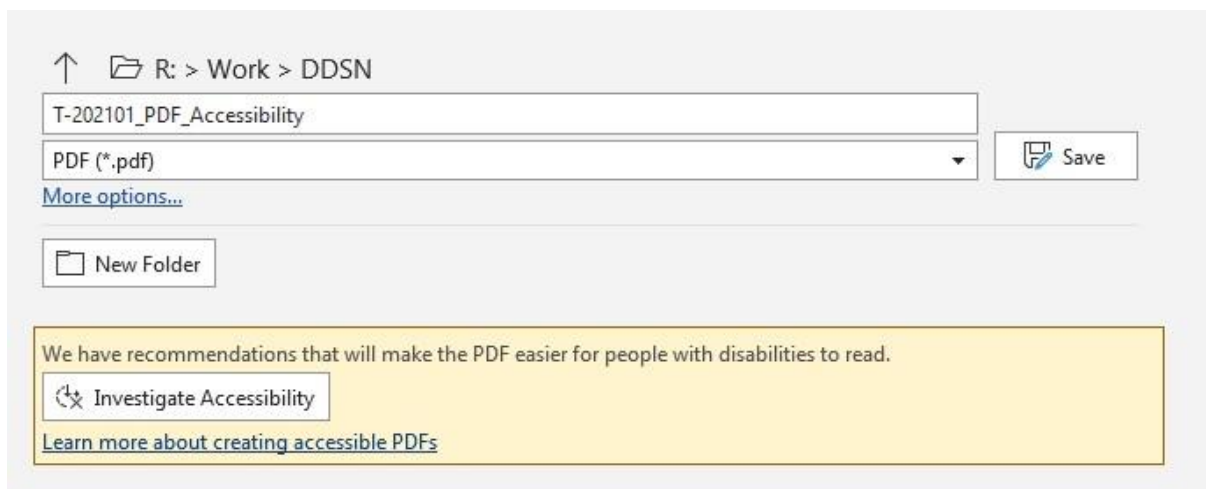 R: > Work > DDSN
T-202101_PDF_Accessibility
PDF (*.pdf)
Save
More options...
New Folder
We have recommendations that will make the PDF easier for people with disabilities to read.
Investigate Accessibility
Learn more about creating accessible PDFs